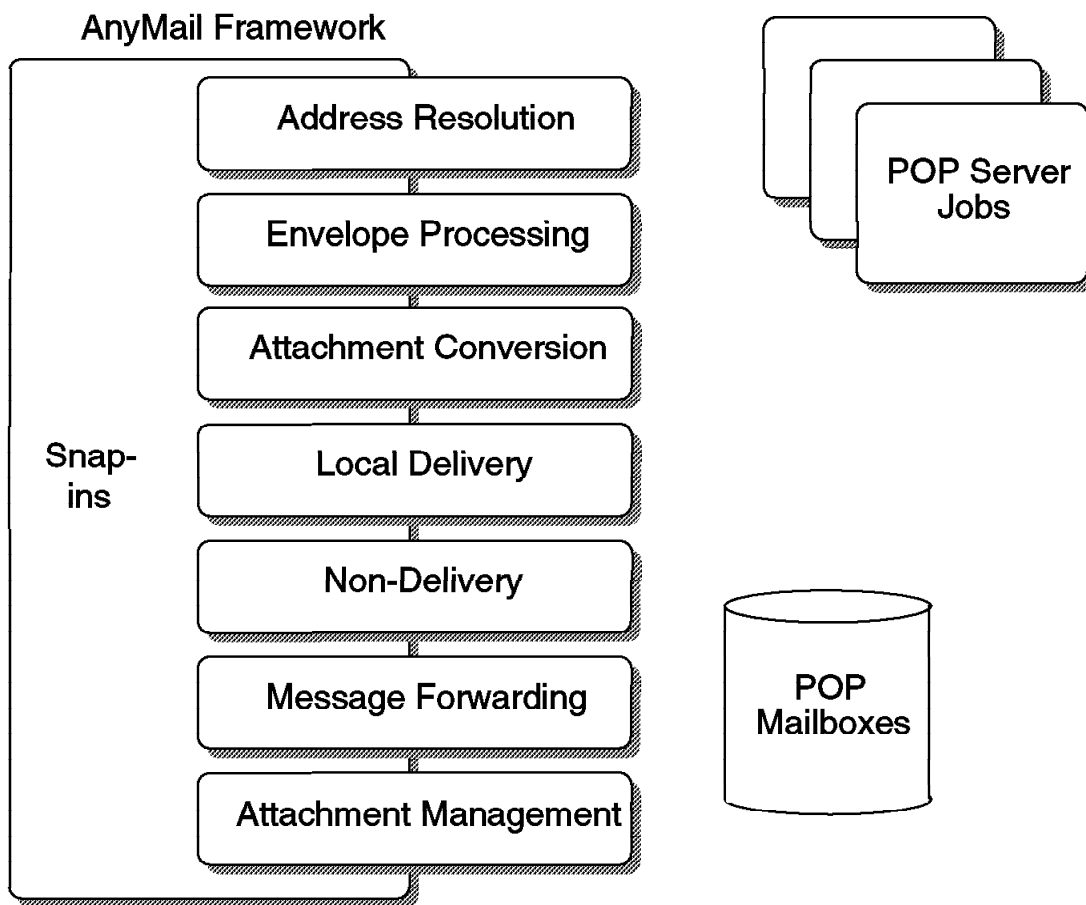 AnyMail Framework
Address Resolution
Envelope Processing
Attachment Conversion
Snap-
ins
Local Delivery
Non-Delivery
Message Forwarding
Attachment Management
POP Server
Jobs
POP
Mailboxes